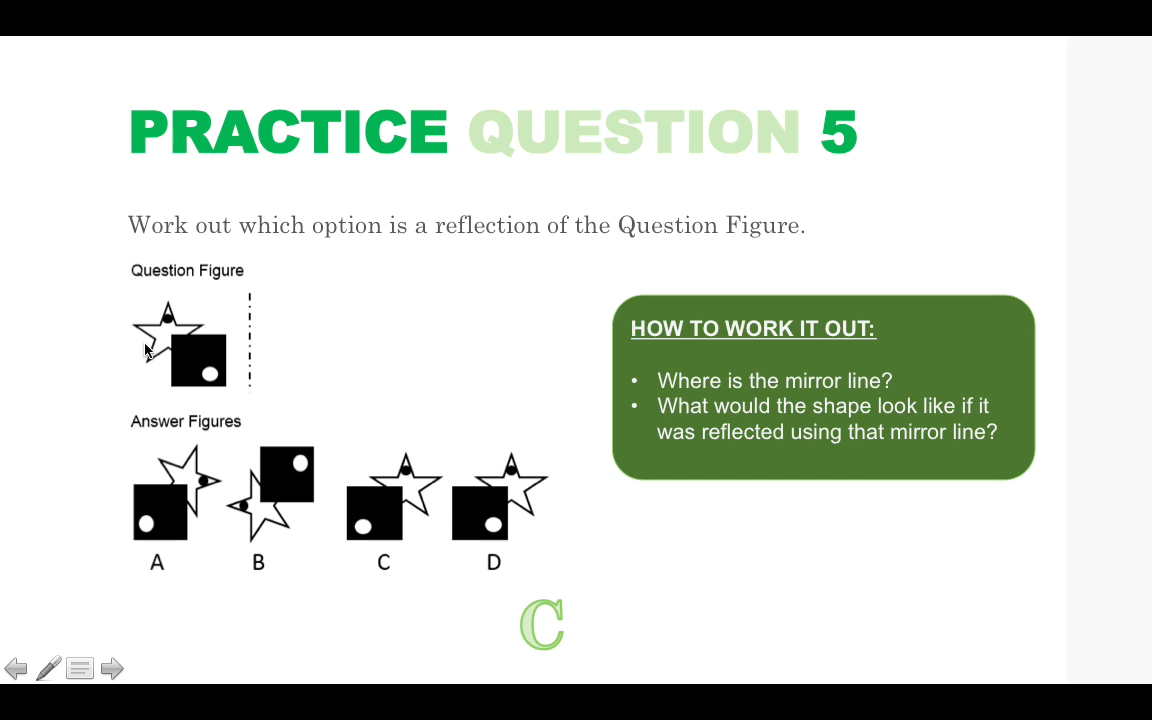 PRACTICE QUESTION 5
Work out which option is a reflection of the Question Figure.
Question Figure
HOW TO WORK IT OUT:
• Where is the mirror line?
• What would the shape look like if it
was reflected using that mirror line?
Answer Figures
A B C D
C